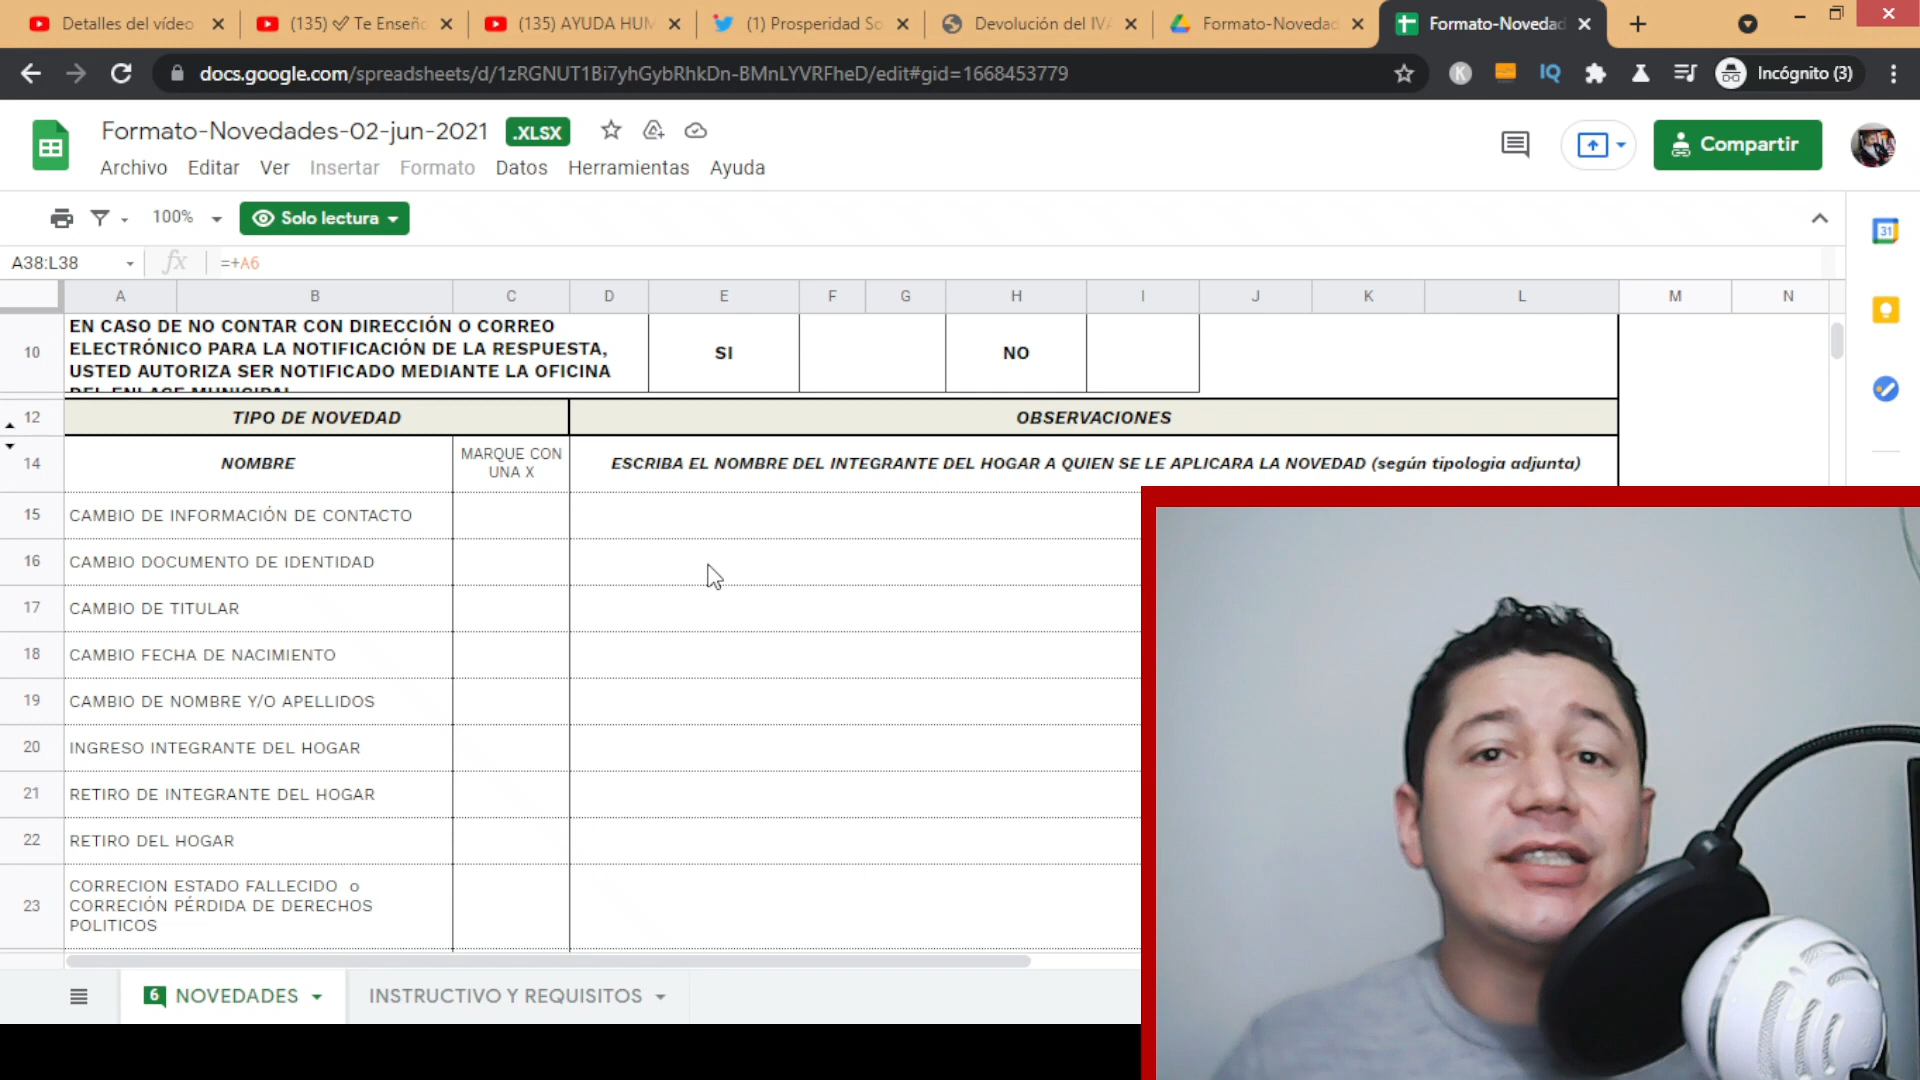 Detalles del vídeo
(135) ✓ Te Enseño
(135) AYUDA HUM
(1) Prosperidad So
Devolución del IVA
Formato-Novedad
Formato-Novedad
docs.google.com/spreadsheets/d/1zRGNUT1Bi7yhGybRhkDn-BMnLYVRFheD/edit#gid=1668453779
K
IQ
Incógnito (3)
Formato-Novedades-02-jun-2021
.XLSX
Archivo
Editar
Ver
Insertar
Formato
Datos
Herramientas
Ayuda
Compartir
100%
Solo lectura
31
A38:L38
fx
=+A6
A
B
C
D
E
F
G
H
I
J
K
L
M
N
10
EN CASO DE NO CONTAR CON DIRECCIÓN O CORREO
ELECTRÓNICO PARA LA NOTIFICACIÓN DE LA RESPUESTA,
USTED AUTORIZA SER NOTIFICADO MEDIANTE LA OFICINA
DEL ENLACE MUNICIPAL
SI
NO
12
TIPO DE NOVEDAD
OBSERVACIONES
14
NOMBRE
MARQUE CON
UNA X
ESCRIBA EL NOMBRE DEL INTEGRANTE DEL HOGAR A QUIEN SE LE APLICARA LA NOVEDAD (según tipologia adjunta)
15
CAMBIO DE INFORMACIÓN DE CONTACTO
16
CAMBIO DOCUMENTO DE IDENTIDAD
17
CAMBIO DE TITULAR
18
CAMBIO FECHA DE NACIMIENTO
19
CAMBIO DE NOMBRE Y/O APELLIDOS
20
INGRESO INTEGRANTE DEL HOGAR
21
RETIRO DE INTEGRANTE DEL HOGAR
22
RETIRO DEL HOGAR
23
CORRECION ESTADO FALLECIDO o
CORRECIÓN PÉRDIDA DE DERECHOS
POLITICOS
6
NOVEDADES
INSTRUCTIVO Y REQUISITOS